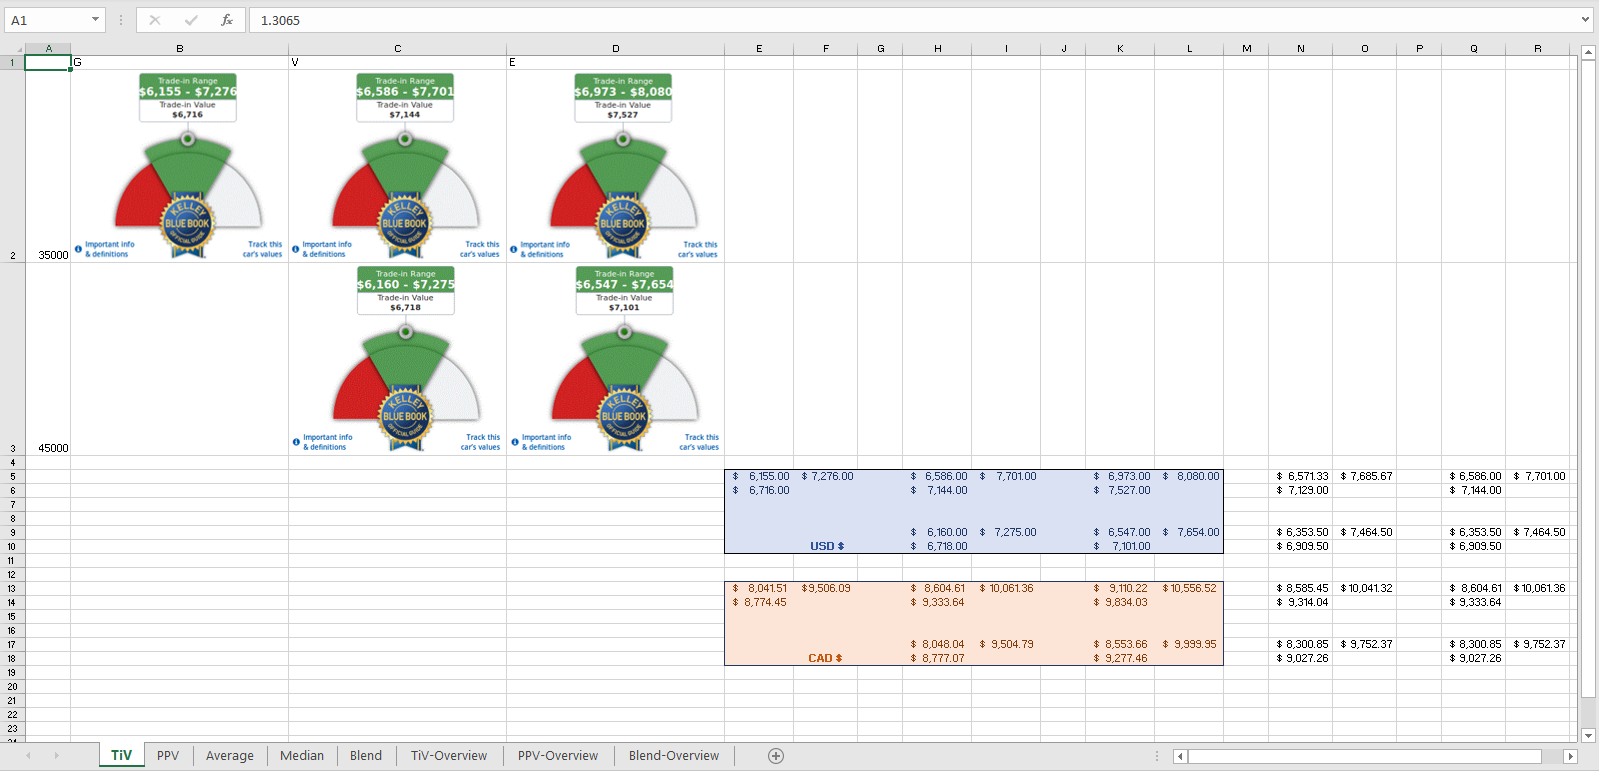 A1 fx 1.3065
A B C D E F G H I J K L M N O P Q R
1 G V E
Trade-in Range Trade-in Range Trade-in Range
$6,155 - $7,276 $6,586 - $7,701 $6,973 - $8,080
Trade-in Value Trade-in Value Trade-in Value
$6,716 $7,144 $7,527
KELLEY KELLEY KELLEY
BLUE BOOK BLUE BOOK BLUE BOOK
OFFICIAL GUIDE OFFICIAL GUIDE OFFICIAL GUIDE
Important info Track this Important info Track this Important info Track this
& definitions car's values & definitions car's values & definitions car's values
2 35000
Trade-in Range Trade-in Range
$6,160 - $7,275 $6,547 - $7,654
Trade-in Value Trade-in Value
$6,718 $7,101
KELLEY KELLEY
BLUE BOOK BLUE BOOK
OFFICIAL GUIDE OFFICIAL GUIDE
Important info Track this Important info Track this
& definitions car's values & definitions car's values
3 45000
4
5 $ 6,155.00 $ 7,276.00 $ 6,586.00 $ 7,701.00 $ 6,973.00 $ 8,080.00 $ 6,571.33 $ 7,685.67 $ 6,586.00 $ 7,701.00
6 $ 6,716.00 $ 7,144.00 $ 7,527.00 $ 7,129.00 $ 7,144.00
7
8
9 $ 6,160.00 $ 7,275.00 $ 6,547.00 $ 7,654.00 $ 6,353.50 $ 7,464.50 $ 6,353.50 $ 7,464.50
10 USD $ $ 6,718.00 $ 7,101.00 $ 6,909.50 $ 6,909.50
11
12
13 $ 8,041.51 $9,506.09 $ 8,604.61 $ 10,061.36 $ 9,110.22 $ 10,556.52 $ 8,585.45 $ 10,041.32 $ 8,604.61 $ 10,061.36
14 $ 8,774.45 $ 9,333.64 $ 9,834.03 $ 9,314.04 $ 9,333.64
15
16
17 $ 8,048.04 $ 9,504.79 $ 8,553.66 $ 9,999.95 $ 8,300.85 $ 9,752.37 $ 8,300.85 $ 9,752.37
18 CAD $ $ 8,777.07 $ 9,277.46 $ 9,027.26 $ 9,027.26
19
20
21
22
23
TiV PPV Average Median Blend TiV-Overview PPV-Overview Blend-Overview